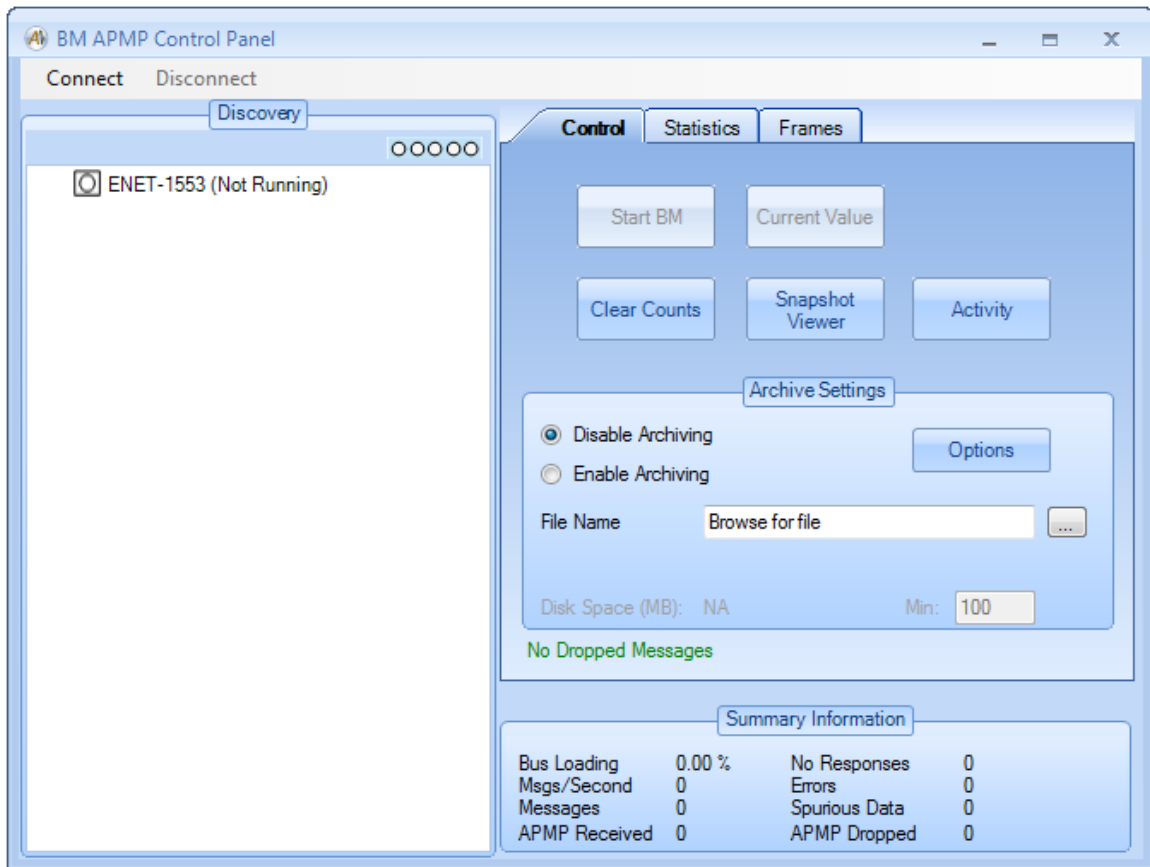 BM APMP Control Panel
Connect Disconnect
Discovery
ENET-1553 (Not Running)
Control Statistics Frames
Start BM Current Value
Clear Counts Snapshot Viewer Activity
Archive Settings
Disable Archiving
Options
Enable Archiving
File Name Browse for file ...
Disk Space (MB): NA Min: 100
No Dropped Messages
Summary Information
Bus Loading 0.00 % No Responses 0
Msgs/Second 0 Errors 0
Messages 0 Spurious Data 0
APMP Received 0 APMP Dropped 0